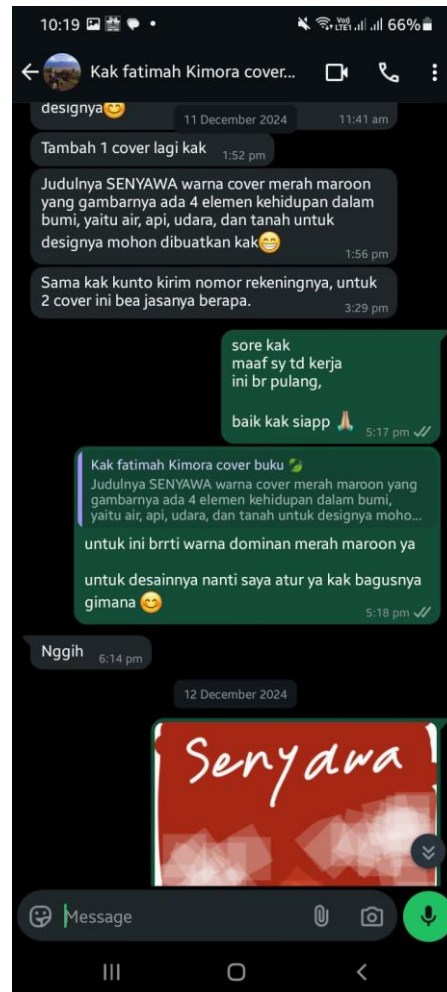 10:19
Vo)) LTE1 66%
Kak fatimah Kimora cover...
designya😊
11:41 am
11 December 2024
Tambah 1 cover lagi kak
1:52 pm
Judulnya SENYAWA warna cover merah maroon
yang gambarnya ada 4 elemen kehidupan dalam
bumi, yaitu air, api, udara, dan tanah untuk
designya mohon dibuatkan kak😁
1:56 pm
Sama kak kunto kirim nomor rekeningnya, untuk
2 cover ini bea jasanya berapa.
3:29 pm
sore kak
maaf sy td kerja
ini br pulang,
baik kak siapp 🙏🏼
5:17 pm
Kak fatimah Kimora cover buku
Judulnya SENYAWA warna cover merah maroon yang
gambarnya ada 4 elemen kehidupan dalam bumi,
yaitu air, api, udara, dan tanah untuk designya moho...
untuk ini brrti warna dominan merah maroon ya
untuk desainnya nanti saya atur ya kak bagusnya
gimana 😊
5:18 pm
Nggih
6:14 pm
12 December 2024
Senyawa
Message